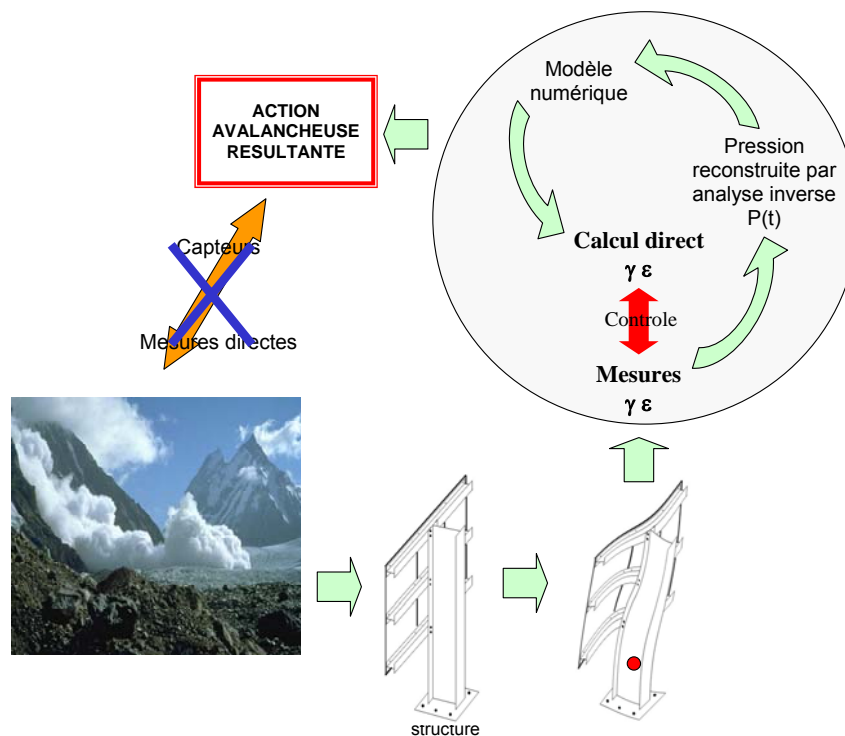 Modèle
numérique
ACTION
AVALANCHEUSE
RESULTANTE
Pression
reconstruite par
analyse inverse
P(t)
Capteurs
Calcul direct
γ ε
Controle
Mesures directes
Mesures
γ ε
structure